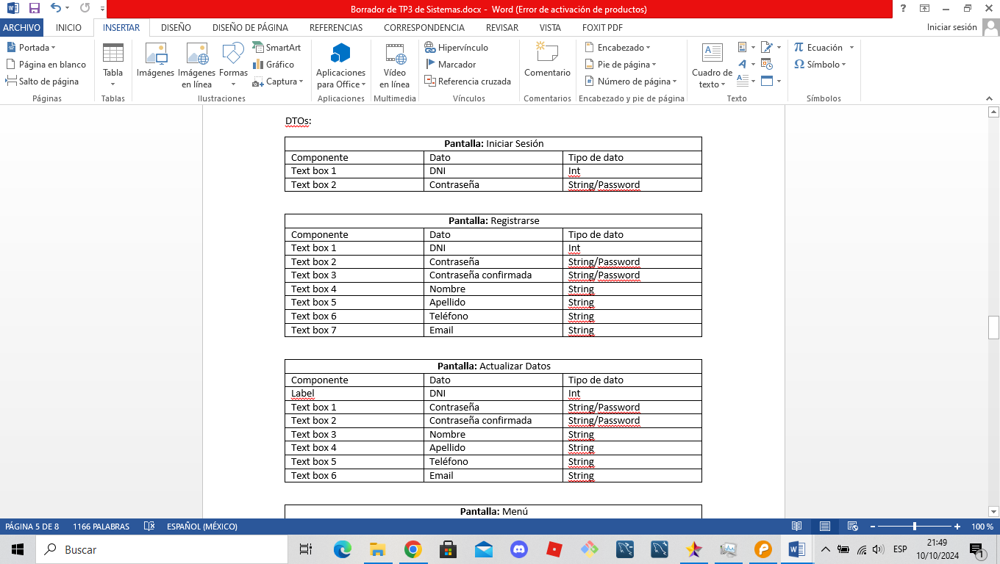 Borrador de TP3 de Sistemas.docx - Word (Error de activación de productos)
ARCHIVO INICIO INSERTAR DISEÑO DISEÑO DE PÁGINA REFERENCIAS CORRESPONDENCIA REVISAR VISTA FOXIT PDF Iniciar sesión
Portada
Página en blanco
Salto de página
Páginas
Tabla
Tablas
Imágenes
Imágenes en línea
Formas
SmartArt
Gráfico
Captura
Ilustraciones
Aplicaciones para Office
Aplicaciones
Vídeo en línea
Multimedia
Hipervínculo
Marcador
Referencia cruzada
Vínculos
Comentario
Comentarios
Encabezado
Pie de página
Número de página
Encabezado y pie de página
Cuadro de texto
Texto
Ecuación
Símbolo
Símbolos
DTOs:
Pantalla: Iniciar Sesión
Componente Dato Tipo de dato
Text box 1 DNI Int
Text box 2 Contraseña String/Password
Pantalla: Registrarse
Componente Dato Tipo de dato
Text box 1 DNI Int
Text box 2 Contraseña String/Password
Text box 3 Contraseña confirmada String/Password
Text box 4 Nombre String
Text box 5 Apellido String
Text box 6 Teléfono String
Text box 7 Email String
Pantalla: Actualizar Datos
Componente Dato Tipo de dato
Label DNI Int
Text box 1 Contraseña String/Password
Text box 2 Contraseña confirmada String/Password
Text box 3 Nombre String
Text box 4 Apellido String
Text box 5 Teléfono String
Text box 6 Email String
Pantalla: Menú
PÁGINA 5 DE 8 1166 PALABRAS ESPAÑOL (MÉXICO) 100 %
Buscar
ESP
21:49
10/10/2024
1